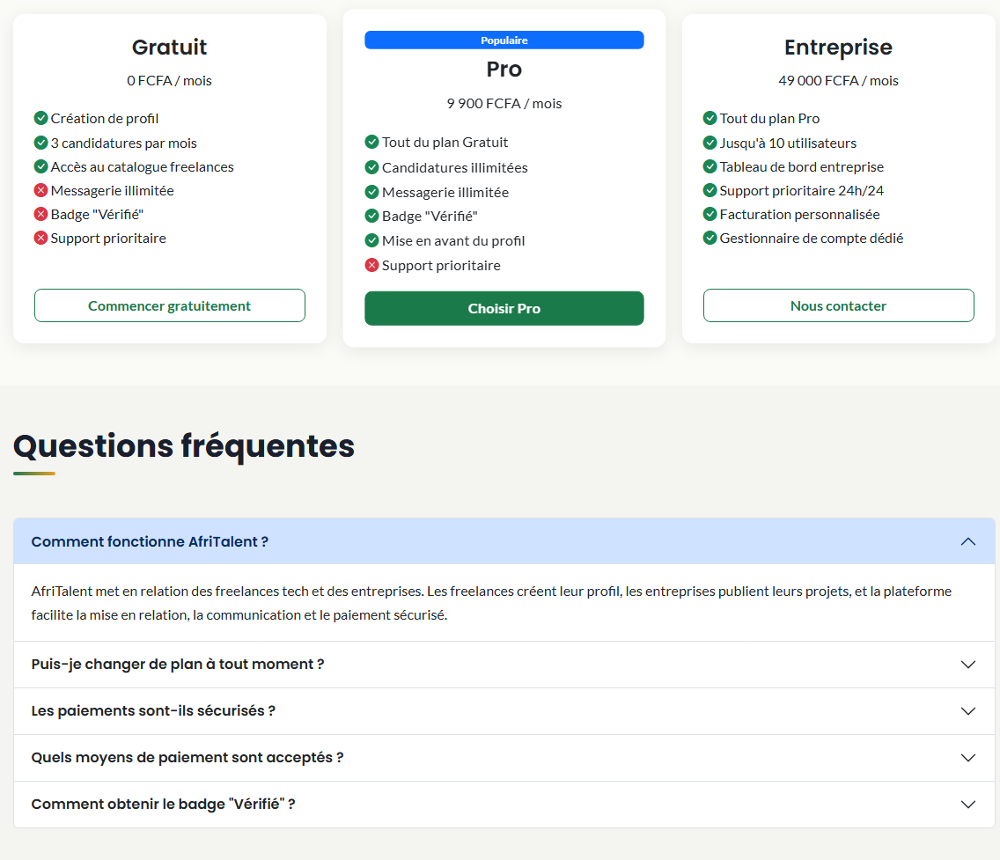 Gratuit
0 FCFA / mois
Création de profil
3 candidatures par mois
Accès au catalogue freelances
Messagerie illimitée
Badge "Vérifié"
Support prioritaire
Commencer gratuitement
Populaire
Pro
9 900 FCFA / mois
Tout du plan Gratuit
Candidatures illimitées
Messagerie illimitée
Badge "Vérifié"
Mise en avant du profil
Support prioritaire
Choisir Pro
Entreprise
49 000 FCFA / mois
Tout du plan Pro
Jusqu'à 10 utilisateurs
Tableau de bord entreprise
Support prioritaire 24h/24
Facturation personnalisée
Gestionnaire de compte dédié
Nous contacter
Questions fréquentes
Comment fonctionne AfriTalent ?
AfriTalent met en relation des freelances tech et des entreprises. Les freelances créent leur profil, les entreprises publient leurs projets, et la plateforme
facilite la mise en relation, la communication et le paiement sécurisé.
Puis-je changer de plan à tout moment ?
Les paiements sont-ils sécurisés ?
Quels moyens de paiement sont acceptés ?
Comment obtenir le badge "Vérifié" ?